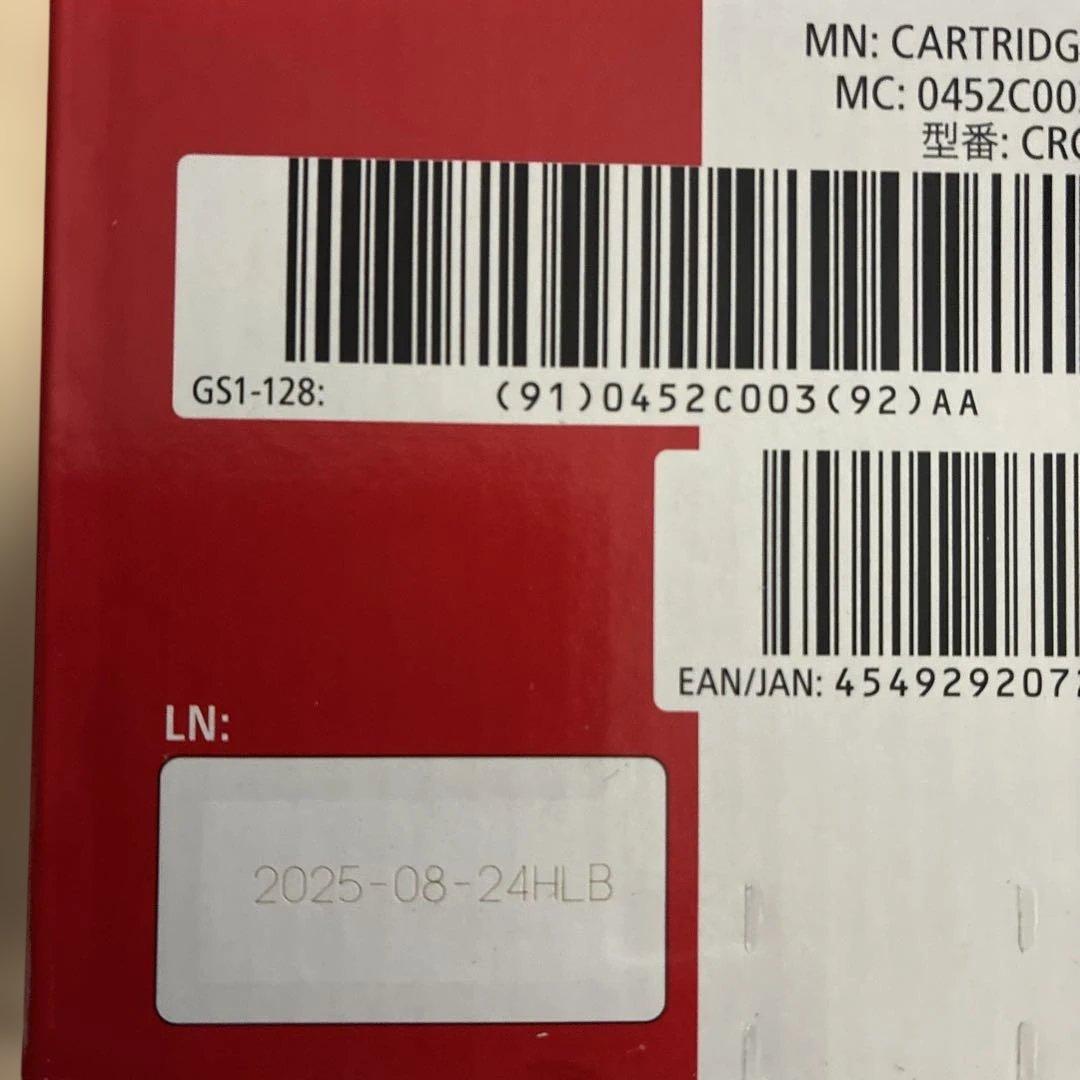 MN: CARTRIDG
MC: 0452C00
型番: CR
GS1-128: (91)0452C003(92)AA
EAN/JAN: 454929207
LN:
2025-08-24HLB